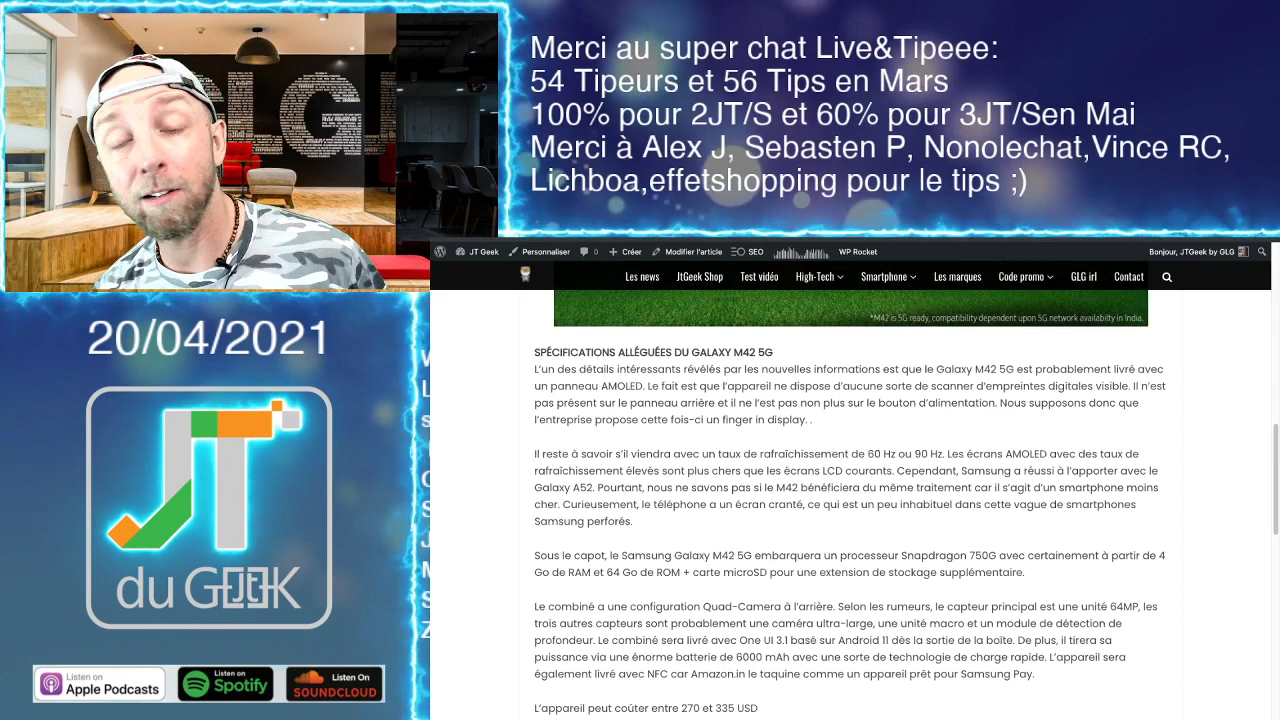 Merci au super chat Live&Tipeee:
54 Tipeurs et 56 Tips en Mars
100% pour 2JT/S et 60% pour 3JT/Sen Mai
Merci à Alex J, Sebasten P, Nonolechat,Vince RC,
Lichboa,effetshopping pour le tips ;)
JT Geek Personnaliser 0 Créer Modifier l'article SEO WP Rocket Bonjour, JTGeek by GLG
Les news JtGeek Shop Test vidéo High-Tech Smartphone Les marques Code promo GLG irl Contact
*M42 is 5G ready, compatibility dependent upon 5G network availabilty in India.
20/04/2021
JT
du GEEK
Listen on
Apple Podcasts
Listen on
Spotify
Listen On
SOUNDCLOUD
SPÉCIFICATIONS ALLÉGUÉES DU GALAXY M42 5G
L'un des détails intéressants révélés par les nouvelles informations est que le Galaxy M42 5G est probablement livré avec
un panneau AMOLED. Le fait est que l'appareil ne dispose d'aucune sorte de scanner d'empreintes digitales visible. Il n'est
pas présent sur le panneau arrière et il ne l'est pas non plus sur le bouton d'alimentation. Nous supposons donc que
l'entreprise propose cette fois-ci un finger in display. .
Il reste à savoir s'il viendra avec un taux de rafraîchissement de 60 Hz ou 90 Hz. Les écrans AMOLED avec des taux de
rafraîchissement élevés sont plus chers que les écrans LCD courants. Cependant, Samsung a réussi à l'apporter avec le
Galaxy A52. Pourtant, nous ne savons pas si le M42 bénéficiera du même traitement car il s'agit d'un smartphone moins
cher. Curieusement, le téléphone a un écran cranté, ce qui est un peu inhabituel dans cette vague de smartphones
Samsung perforés.
Sous le capot, le Samsung Galaxy M42 5G embarquera un processeur Snapdragon 750G avec certainement à partir de 4
Go de RAM et 64 Go de ROM + carte microSD pour une extension de stockage supplémentaire.
Le combiné a une configuration Quad-Camera à l'arrière. Selon les rumeurs, le capteur principal est une unité 64MP, les
trois autres capteurs sont probablement une caméra ultra-large, une unité macro et un module de détection de
profondeur. Le combiné sera livré avec One UI 3.1 basé sur Android 11 dès la sortie de la boîte. De plus, il tirera sa
puissance via une énorme batterie de 6000 mAh avec une sorte de technologie de charge rapide. L'appareil sera
également livré avec NFC car Amazon.in le taquine comme un appareil prêt pour Samsung Pay.
L'appareil peut coûter entre 270 et 335 USD